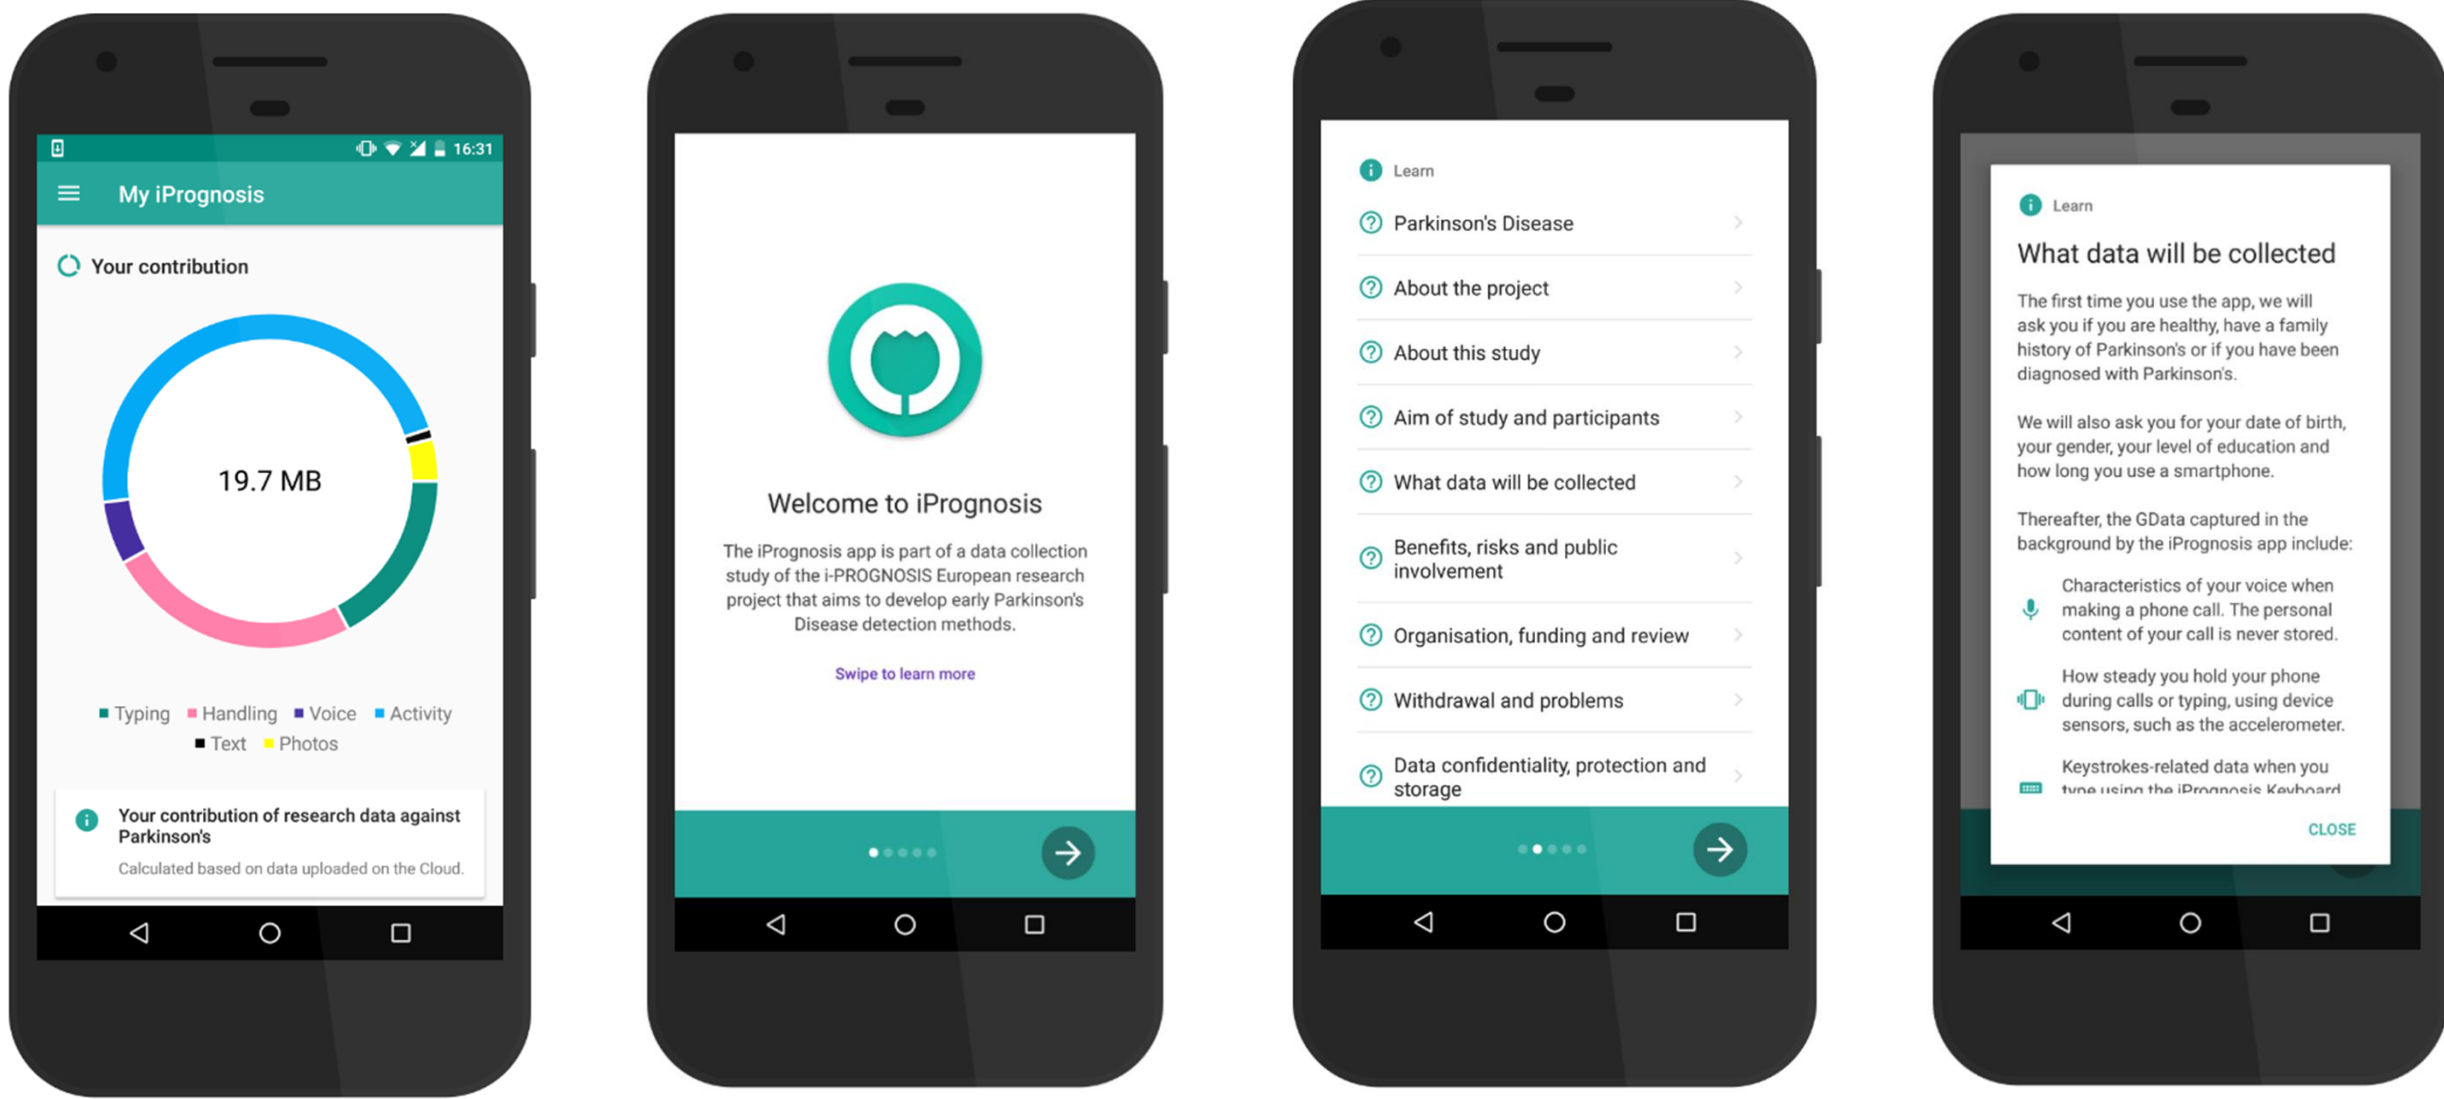 16:31
My iPrognosis
Your contribution
19.7 MB
Typing Handling Voice Activity
Text Photos
Your contribution of research data against
Parkinson's
Calculated based on data uploaded on the Cloud.
Welcome to iPrognosis
The iPrognosis app is part of a data collection
study of the i-PROGNOSIS European research
project that aims to develop early Parkinson's
Disease detection methods.
Swipe to learn more
Learn
Parkinson's Disease
About the project
About this study
Aim of study and participants
What data will be collected
Benefits, risks and public
involvement
Organisation, funding and review
Withdrawal and problems
Data confidentiality, protection and
storage
Learn
What data will be collected
The first time you use the app, we will
ask you if you are healthy, have a family
history of Parkinson's or if you have been
diagnosed with Parkinson's.
We will also ask you for your date of birth,
your gender, your level of education and
how long you use a smartphone.
Thereafter, the GData captured in the
background by the iPrognosis app include:
Characteristics of your voice when
making a phone call. The personal
content of your call is never stored.
How steady you hold your phone
during calls or typing, using device
sensors, such as the accelerometer.
Keystrokes-related data when you
type using the iPrognosis Keyboard
CLOSE